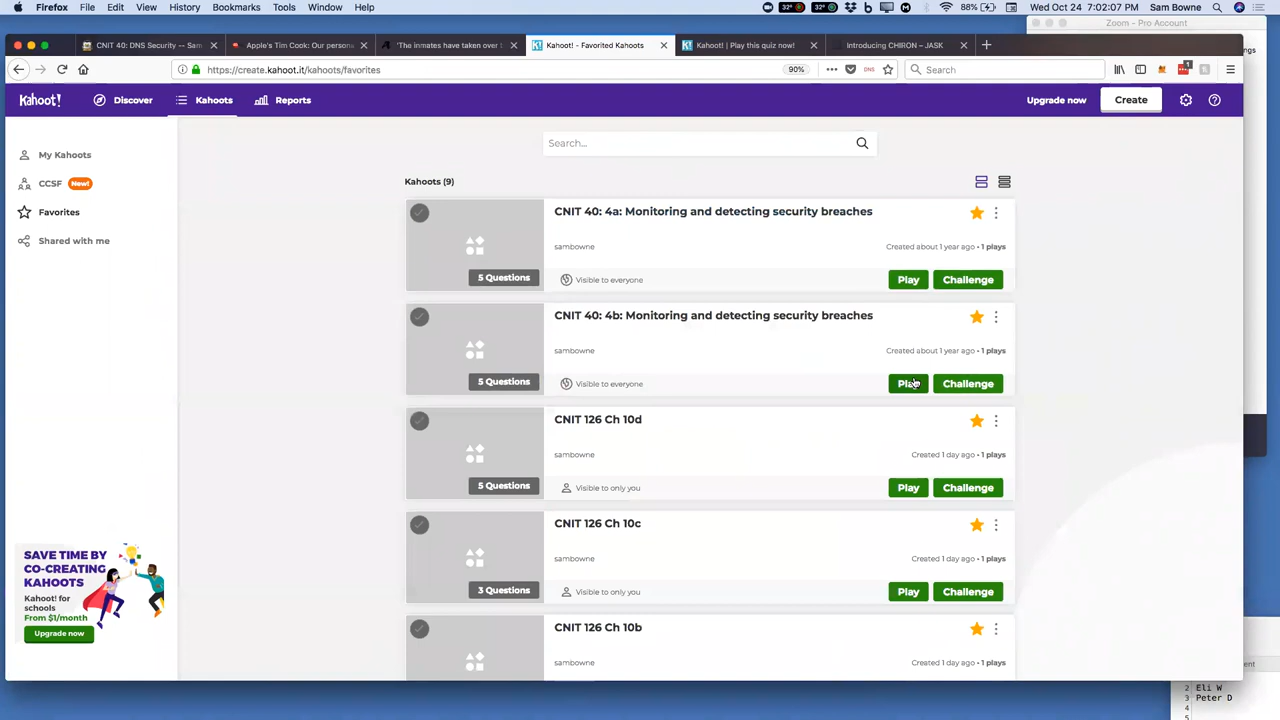 Firefox File Edit View History Bookmarks Tools Window Help 32° 32° 88% Wed Oct 24 7:02:07 PM Sam Bowne
Zoom - Pro Account
CNIT 40: DNS Security -- Sam
Apple's Tim Cook: Our persona
'The inmates have taken over t
Kahoot! - Favorited Kahoots
Kahoot! | Play this quiz now!
Introducing CHIRON – JASK
https://create.kahoot.it/kahoots/favorites
90%
DNS
Search
1
Kahoot!
Discover
Kahoots
Reports
Upgrade now
Create
My Kahoots
CCSF New!
Favorites
Shared with me
Search...
Kahoots (9)
CNIT 40: 4a: Monitoring and detecting security breaches
sambowne
Created about 1 year ago • 1 plays
5 Questions
Visible to everyone
Play
Challenge
CNIT 40: 4b: Monitoring and detecting security breaches
sambowne
Created about 1 year ago • 1 plays
5 Questions
Visible to everyone
Play
Challenge
CNIT 126 Ch 10d
sambowne
Created 1 day ago • 1 plays
5 Questions
Visible to only you
Play
Challenge
CNIT 126 Ch 10c
sambowne
Created 1 day ago • 1 plays
3 Questions
Visible to only you
Play
Challenge
CNIT 126 Ch 10b
sambowne
Created 1 day ago • 1 plays
SAVE TIME BY
CO-CREATING
KAHOOTS
Kahoot! for
schools
From $1/month
Upgrade now
2 Eli W
3 Peter D
4